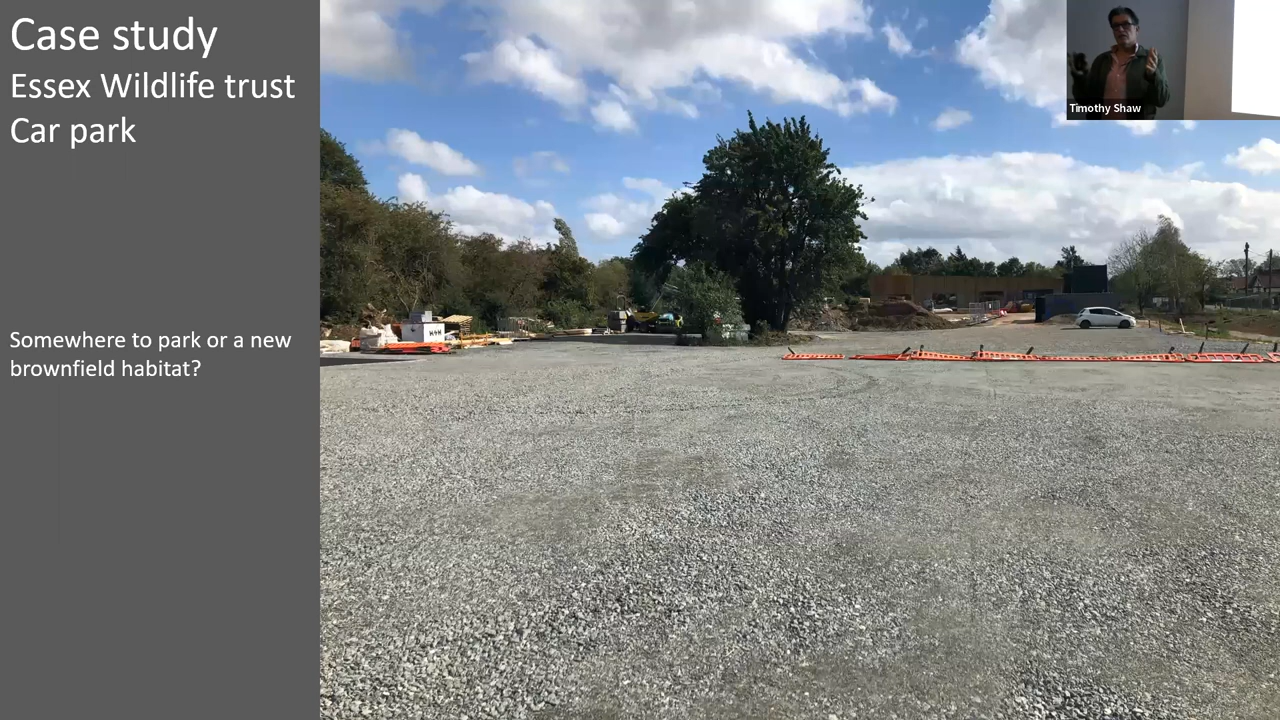 Case study
Essex Wildlife trust
Car park
Somewhere to park or a new
brownfield habitat?
Timothy Shaw